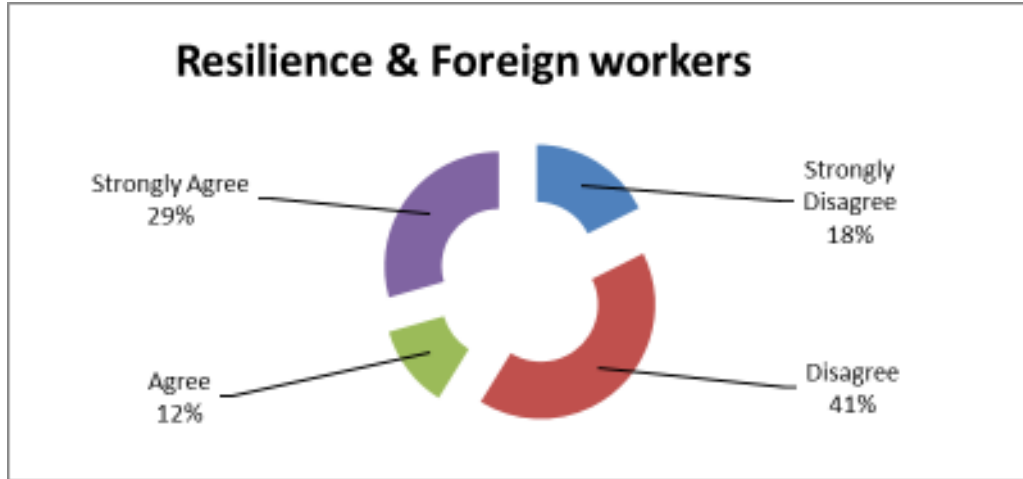 Resilience & Foreign workers
Strongly Agree
29%
Strongly
Disagree
18%
Agree
12%
Disagree
41%